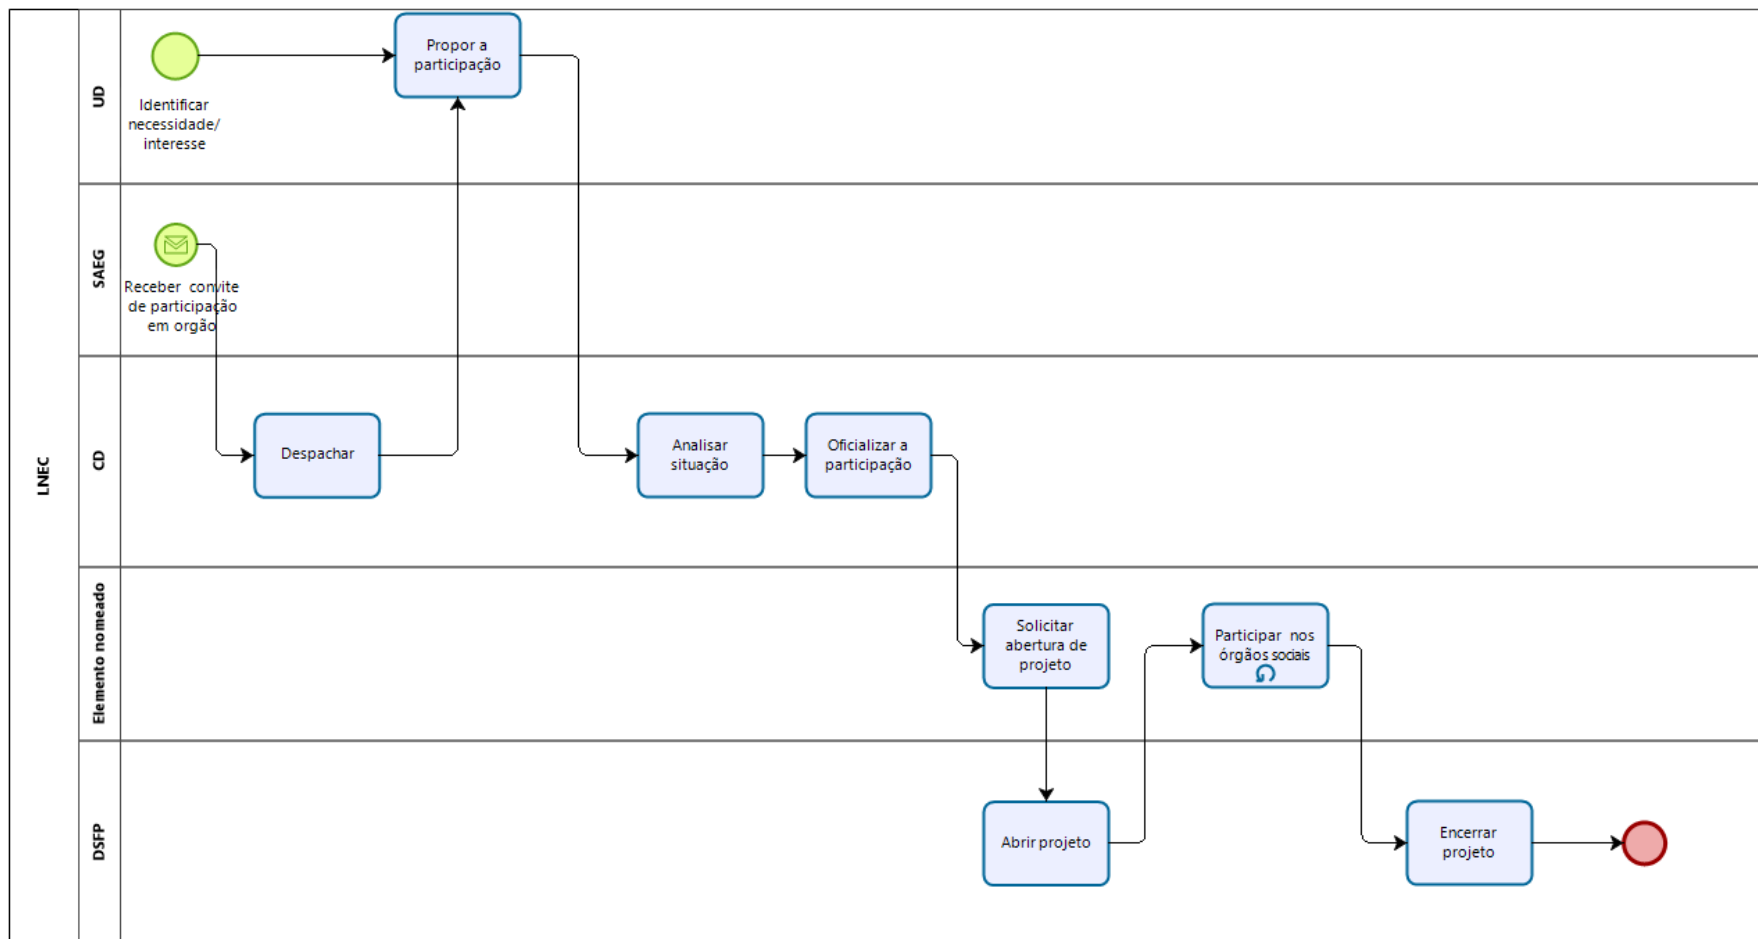 LNEC
UD
Identificar
necessidade/
interesse
Propor a
participação
SAEG
Receber convite
de participação
em orgão
CD
Despachar
Analisar
situação
Oficializar a
participação
Elemento nomeado
Solicitar
abertura de
projeto
Participar nos
órgãos sociais
DSFP
Abrir projeto
Encerrar
projeto